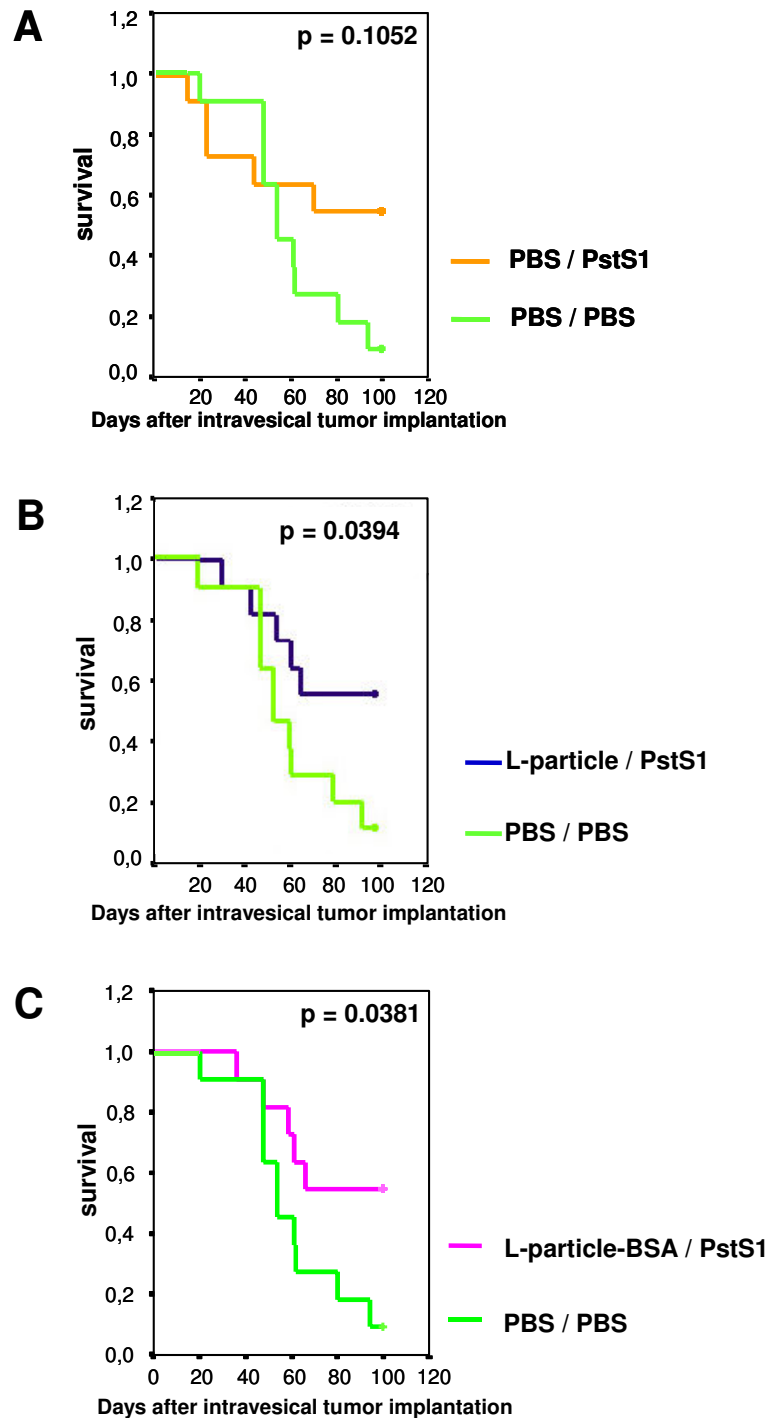 A
p = 0.1052
1,2
1,0
0,8
0,6
0,4
0,2
0,0
survival
20 40 60 80 100 120
Days after intravesical tumor implantation
PBS / PstS1
PBS / PBS
B
p = 0.0394
1,2
1,0
0,8
0,6
0,4
0,2
0,0
survival
20 40 60 80 100 120
Days after intravesical tumor implantation
L-particle / PstS1
PBS / PBS
C
p = 0.0381
1,2
1,0
0,8
0,6
0,4
0,2
0,0
survival
0 20 40 60 80 100 120
Days after intravesical tumor implantation
L-particle-BSA / PstS1
PBS / PBS